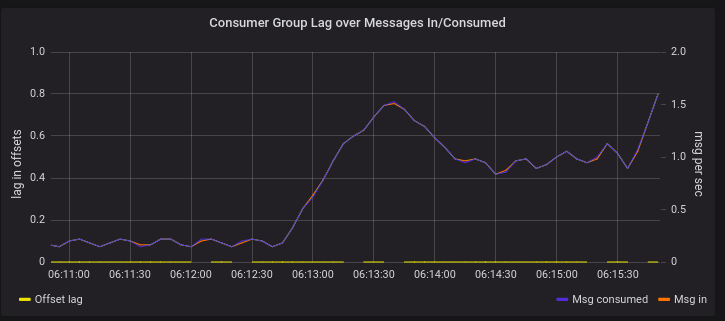 Consumer Group Lag over Messages In/Consumed
1.0 2.0
0.8 1.5
0.6 1.0
0.4 0.5
0.2 0
0
lag in offsets
msg per sec
06:11:00 06:11:30 06:12:00 06:12:30 06:13:00 06:13:30 06:14:00 06:14:30 06:15:00 06:15:30
Offset lag Msg consumed Msg in